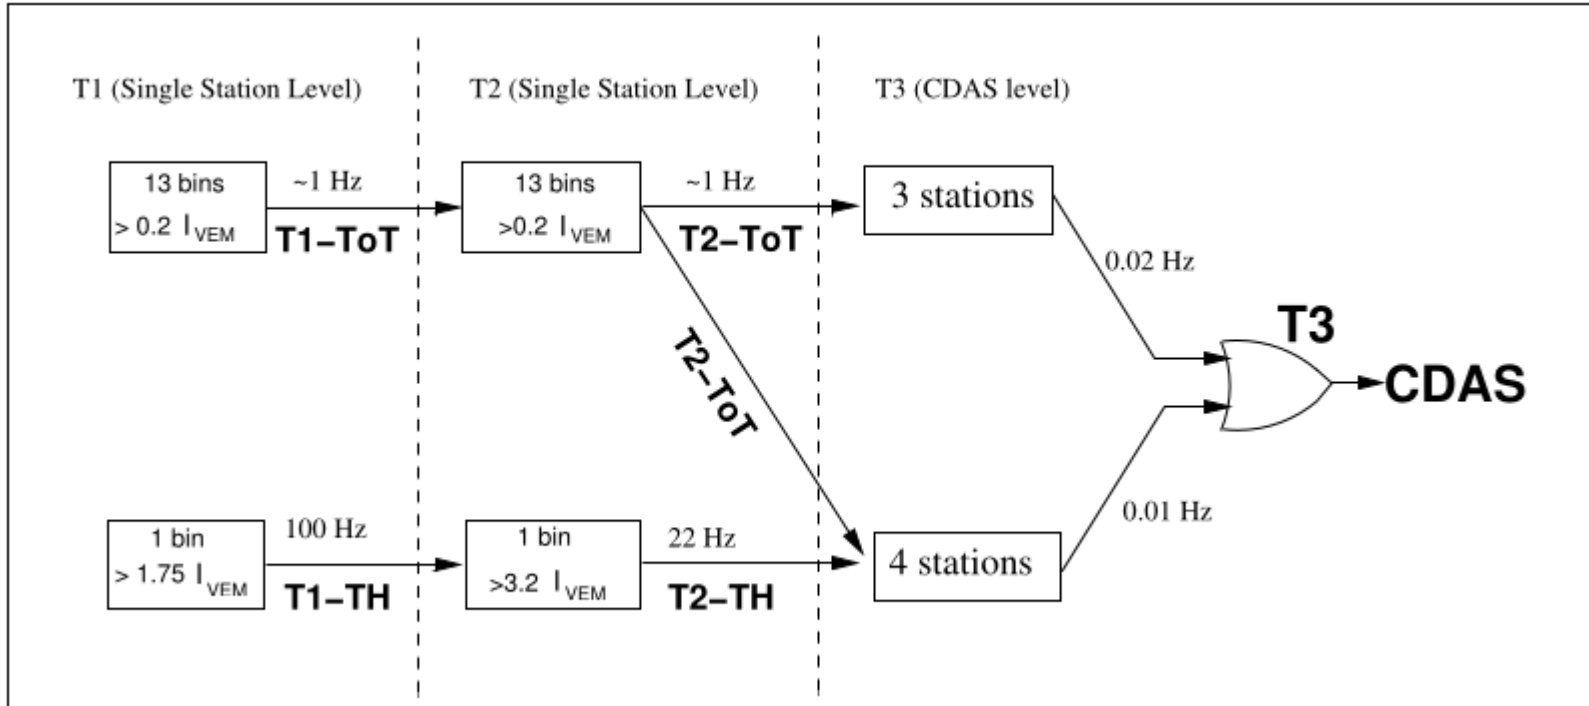 T1 (Single Station Level)
T2 (Single Station Level)
T3 (CDAS level)
13 bins
> 0.2 I VEM
~1 Hz
T1–ToT
13 bins
>0.2 I VEM
~1 Hz
T2–ToT
3 stations
0.02 Hz
T3
CDAS
T2–ToT
1 bin
> 1.75 I VEM
100 Hz
T1–TH
1 bin
>3.2 I VEM
22 Hz
T2–TH
4 stations
0.01 Hz